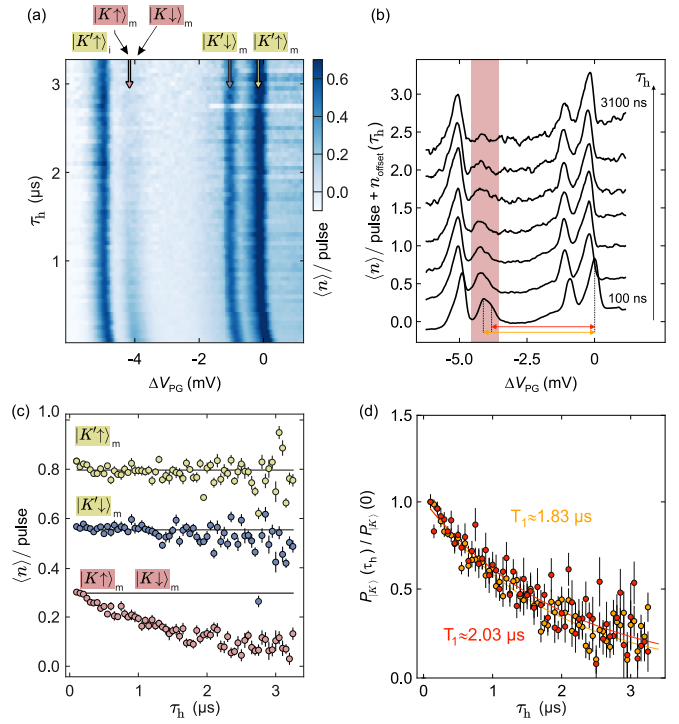 (a)
|K↑⟩m |K↓⟩m
|K′↑⟩i |K′↓⟩m |K′↑⟩m
3
2
1
τh (μs)
-4 -2 0
ΔVPG (mV)
0.6
0.4
0.2
0.0
⟨n⟩/ pulse
(b)
τh
3100 ns
100 ns
3.0
2.5
2.0
1.5
1.0
0.5
0.0
⟨n⟩/ pulse + noffset(τh)
-5.0 -2.5 0
ΔVPG (mV)
(c)
1.0
0.8
0.6
0.4
0.2
0.0
⟨n⟩/ pulse
|K′↑⟩m
|K′↓⟩m
|K↑⟩m |K↓⟩m
0 1 2 3
τh (μs)
(d)
1.5
1.0
0.5
0.0
P|K⟩(τh) / P|K⟩(0)
T1≈1.83 μs
T1≈2.03 μs
0 1 2 3
τh (μs)